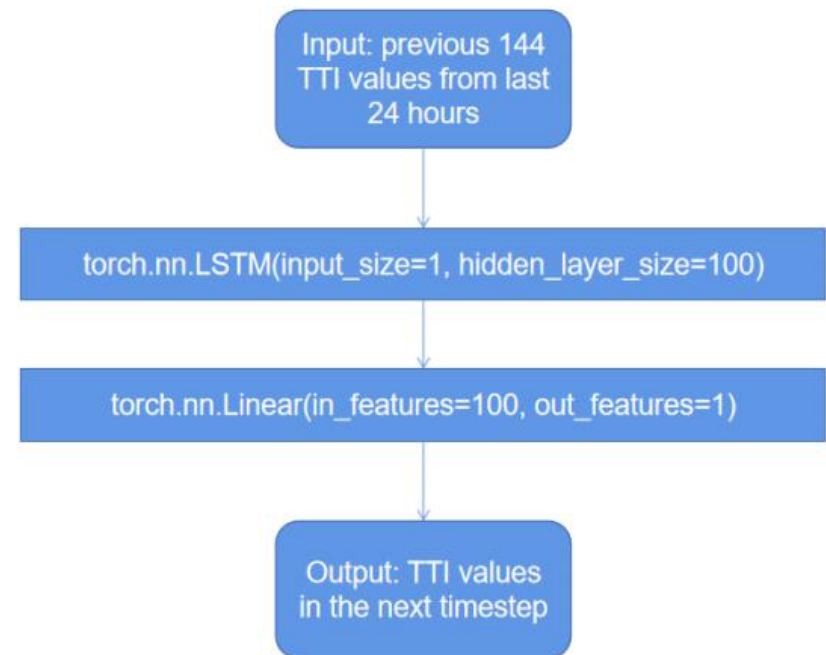 Input: previous 144
TTI values from last
24 hours
torch.nn.LSTM(input_size=1, hidden_layer_size=100)
torch.nn.Linear(in_features=100, out_features=1)
Output: TTI values
in the next timestep